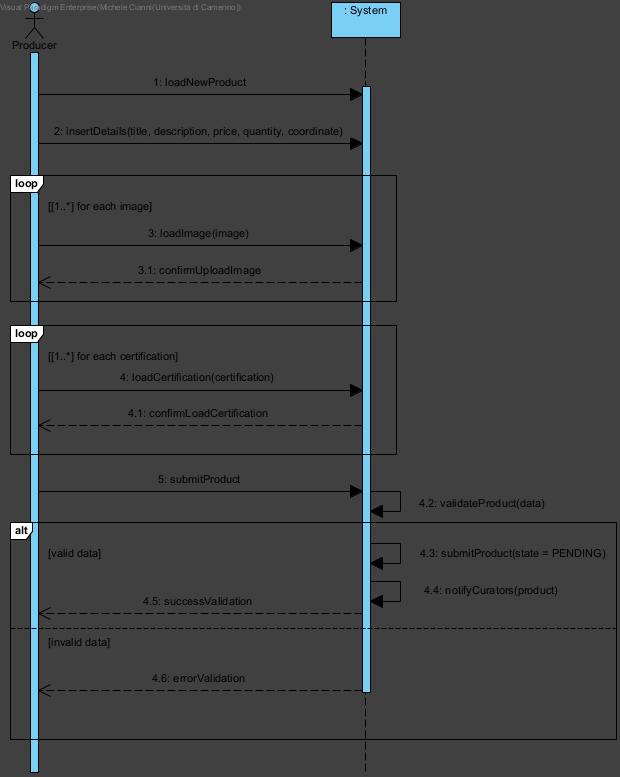 Visual Paradigm Enterprise(Michele Cianni(Università di Camerino))
: System
Producer
1: loadNewProduct
2: insertDetails(title, description, price, quantity, coordinate)
loop
[[1..*] for each image]
3: loadImage(image)
3.1: confirmUploadImage
loop
[[1..*] for each certification]
4: loadCertification(certification)
4.1: confirmLoadCertification
5: submitProduct
4.2: validateProduct(data)
alt
[valid data]
4.3: submitProduct(state = PENDING)
4.4: notifyCurators(product)
4.5: successValidation
[invalid data]
4.6: errorValidation